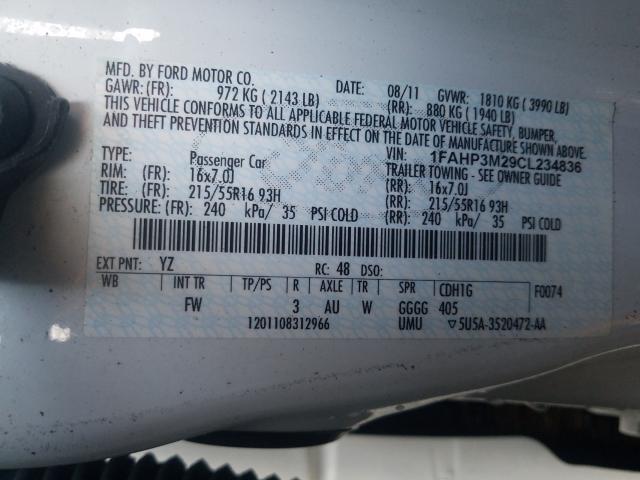 MFD. BY FORD MOTOR CO.
DATE: 08/11 GVWR: 1810 KG ( 3990 LB)
GAWR: (FR): 972 KG ( 2143 LB) (RR): 880 KG ( 1940 LB)
THIS VEHICLE CONFORMS TO ALL APPLICABLE FEDERAL MOTOR VEHICLE SAFETY, BUMPER,
AND THEFT PREVENTION STANDARDS IN EFFECT ON THE DATE OF MANUFACTURE SHOWN ABOVE.
VIN: 1FAHP3M29CL234836
TYPE: Passenger Car TRAILER TOWING - SEE OWNER GUIDE
RIM: (FR): 16x7.0J (RR): 16x7.0J
TIRE: (FR): 215/55R16 93H (RR): 215/55R16 93H
PRESSURE: (FR): 240 kPa/ 35 PSI COLD (RR): 240 kPa/ 35 PSI COLD
EXT PNT: YZ RC: 48 DSO:
WB INT TR TP/PS R AXLE TR SPR CDH1G F0074
FW 3 AU W GGGG 405
1201108312966 UMU ▽5U5A-3520472-AA